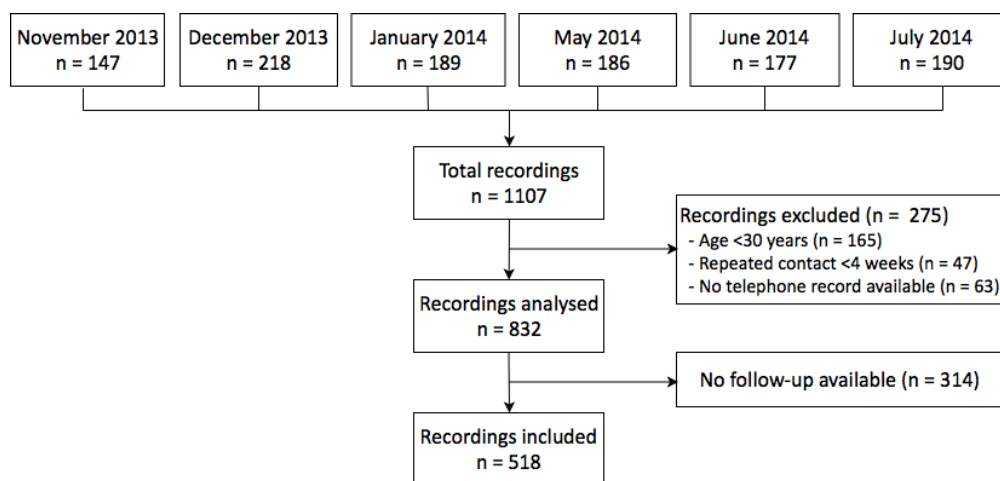 November 2013
n = 147
December 2013
n = 218
January 2014
n = 189
May 2014
n = 186
June 2014
n = 177
July 2014
n = 190
Total recordings
n = 1107
Recordings excluded (n =  275)
- Age <30 years (n = 165)
- Repeated contact <4 weeks (n = 47)
- No telephone record available (n = 63)
Recordings analysed
n = 832
No follow-up available (n = 314)
Recordings included
n = 518